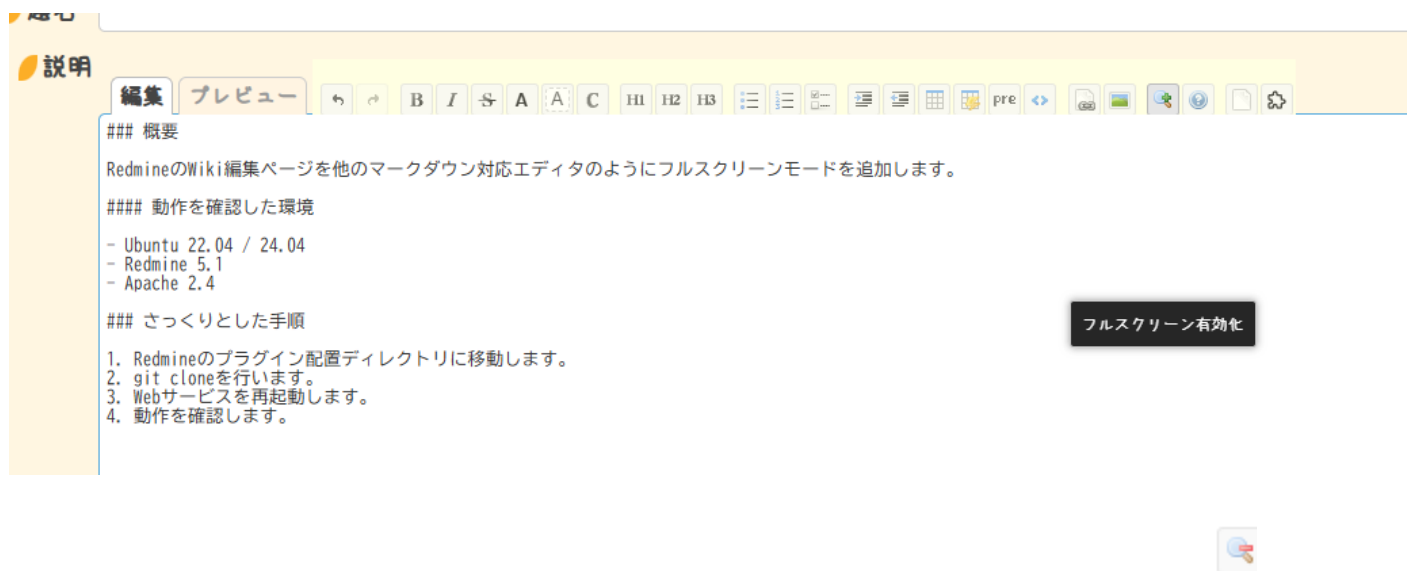 説明
編集 プレビュー B I S A A C H1 H2 H3 pre
### 概要
RedmineのWiki編集ページを他のマークダウン対応エディタのようにフルスクリーンモードを追加します。
#### 動作を確認した環境
- Ubuntu 22.04 / 24.04
- Redmine 5.1
- Apache 2.4
### さっくりとした手順
フルスクリーン有効化
1. Redmineのプラグイン配置ディレクトリに移動します。
2. git cloneを行います。
3. Webサービスを再起動します。
4. 動作を確認します。